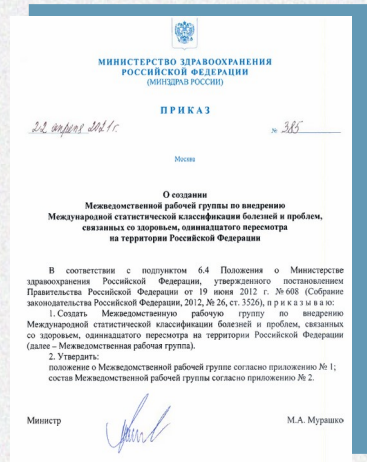 МИНИСТЕРСТВО ЗДРАВООХРАНЕНИЯ
РОССИЙСКОЙ ФЕДЕРАЦИИ
(МИНЗДРАВ РОССИИ)
ПРИКАЗ
22 апреля 2021 г.
№ 385
Москва
О создании
Межведомственной рабочей группы по внедрению
Международной статистической классификации болезней и проблем,
связанных со здоровьем, одиннадцатого пересмотра
на территории Российской Федерации
В соответствии с подпунктом 6.4 Положения о Министерстве
здравоохранения Российской Федерации, утвержденного постановлением
Правительства Российской Федерации от 19 июня 2012 г. № 608 (Собрание
законодательства Российской Федерации, 2012, № 26, ст. 3526), п р и к а з ы в а ю:
1. Создать Межведомственную рабочую группу по внедрению
Международной статистической классификации болезней и проблем, связанных
со здоровьем, одиннадцатого пересмотра на территории Российской Федерации
(далее – Межведомственная рабочая группа).
2. Утвердить:
положение о Межведомственной рабочей группе согласно приложению № 1;
состав Межведомственной рабочей группы согласно приложению № 2.
Министр
М.А. Мурашко